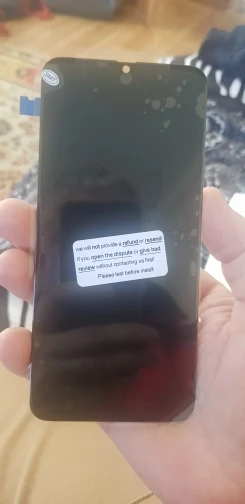 we will not provide a refund or resend
if you open the dispute or give bad
review without contacting us first
Please test before install.